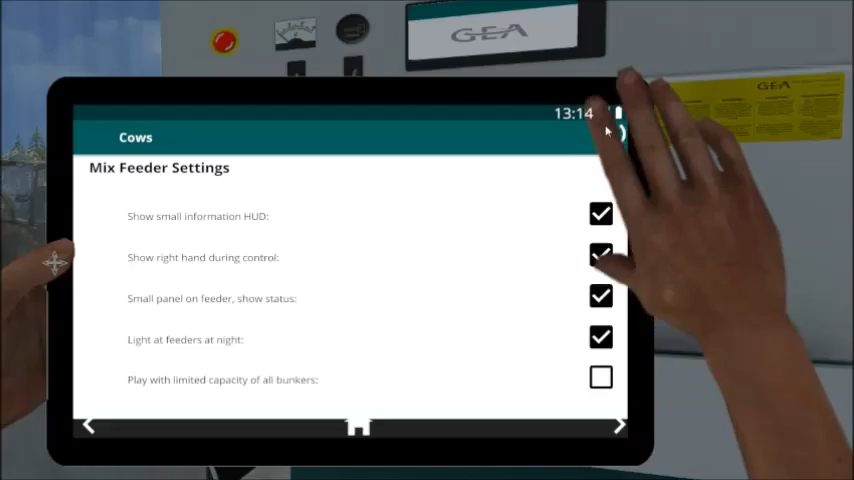 GEA
GEA
13:14
Cows
Mix Feeder Settings
Show small information HUD:
Show right hand during control:
Small panel on feeder, show status:
Light at feeders at night:
Play with limited capacity of all bunkers: